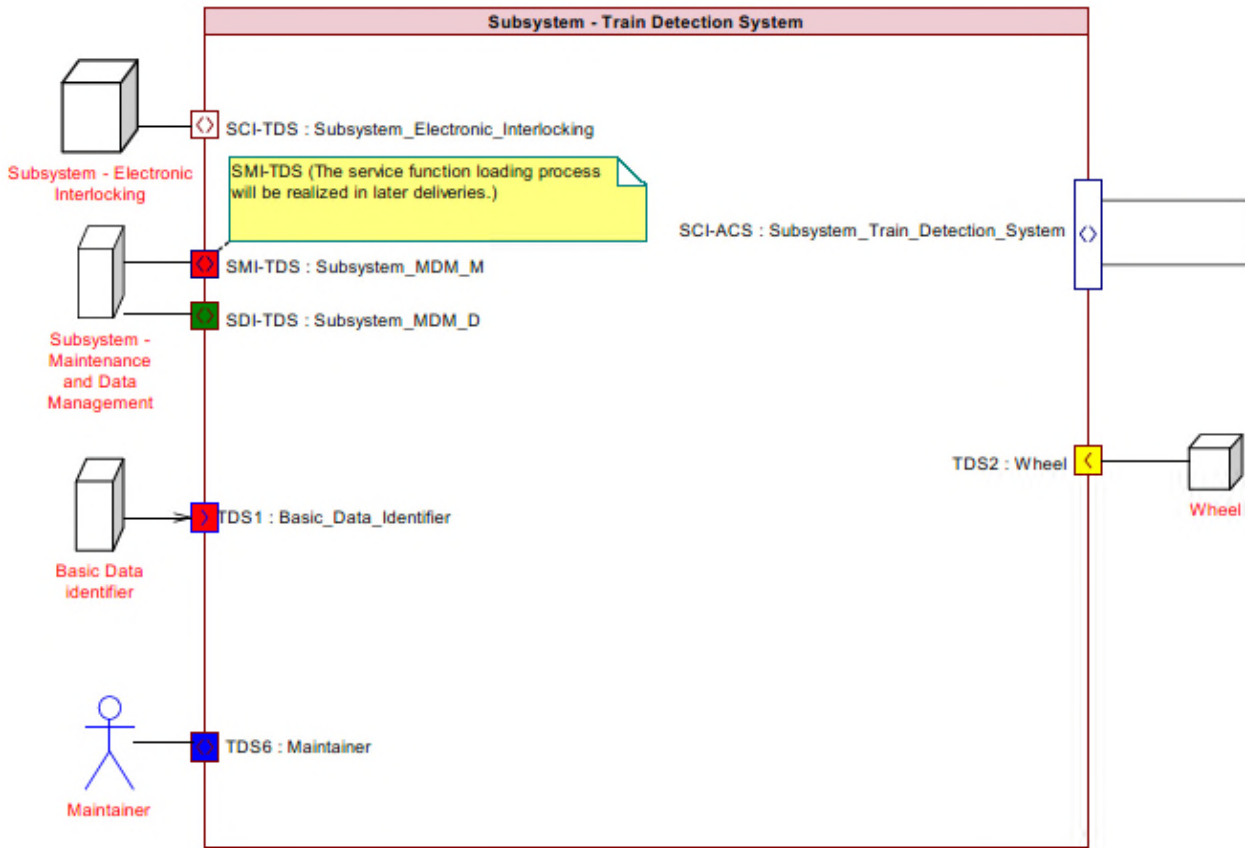 Subsystem - Train Detection System
SCI-TDS : Subsystem_Electronic_Interlocking
Subsystem - Electronic
Interlocking
SMI-TDS (The service function loading process
will be realized in later deliveries.)
SCI-ACS : Subsystem_Train_Detection_System
SMI-TDS : Subsystem_MDM_M
SDI-TDS : Subsystem_MDM_D
Subsystem -
Maintenance
and Data
Management
TDS2 : Wheel
Wheel
TDS1 : Basic_Data_Identifier
Basic Data
identifier
TDS6 : Maintainer
Maintainer